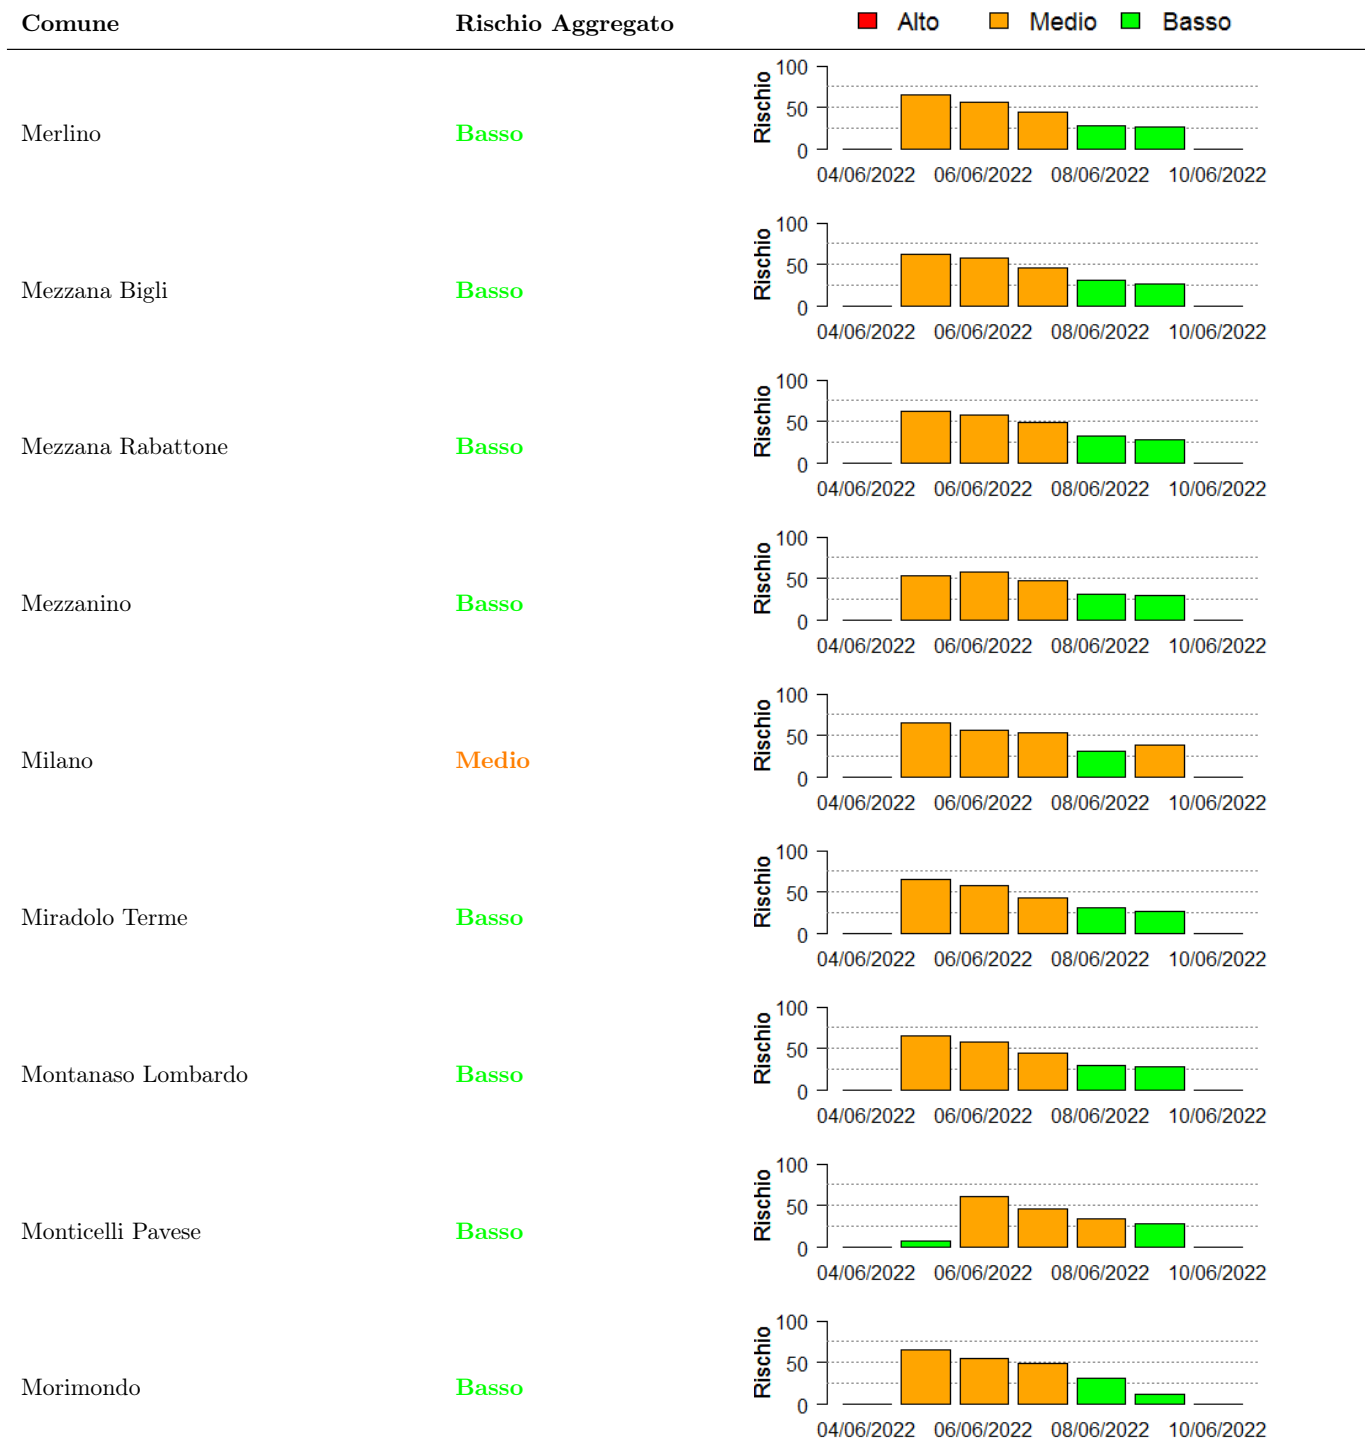 Comune Rischio Aggregato Alto Medio Basso
100
50
0
Rischio
Merlino Basso
04/06/2022 06/06/2022 08/06/2022 10/06/2022
100
50
0
Rischio
Mezzana Bigli Basso
04/06/2022 06/06/2022 08/06/2022 10/06/2022
100
50
0
Rischio
Mezzana Rabattone Basso
04/06/2022 06/06/2022 08/06/2022 10/06/2022
100
50
0
Rischio
Mezzanino Basso
04/06/2022 06/06/2022 08/06/2022 10/06/2022
100
50
0
Rischio
Milano Medio
04/06/2022 06/06/2022 08/06/2022 10/06/2022
100
50
0
Rischio
Miradolo Terme Basso
04/06/2022 06/06/2022 08/06/2022 10/06/2022
100
50
0
Rischio
Montanaso Lombardo Basso
04/06/2022 06/06/2022 08/06/2022 10/06/2022
100
50
0
Rischio
Monticelli Pavese Basso
04/06/2022 06/06/2022 08/06/2022 10/06/2022
100
50
0
Rischio
Morimondo Basso
04/06/2022 06/06/2022 08/06/2022 10/06/2022